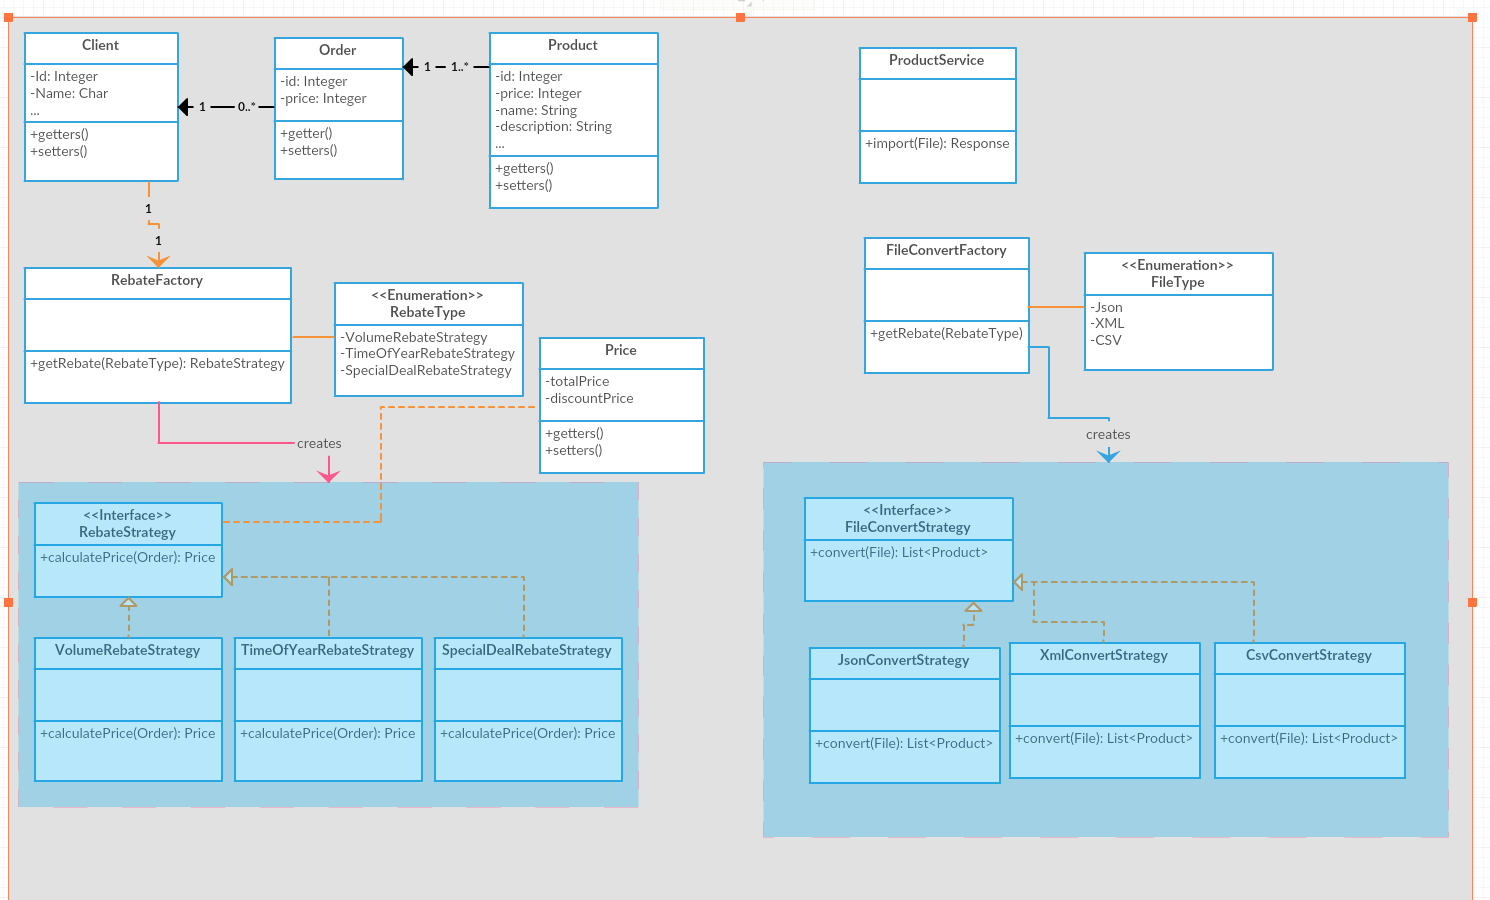 Client
-Id: Integer
-Name: Char
...
+getters()
+setters()
1
0..*
Order
-id: Integer
-price: Integer
+getter()
+setters()
1
1..*
Product
-id: Integer
-price: Integer
-name: String
-description: String
...
+getters()
+setters()
ProductService
+import(File): Response
1
1
RebateFactory
+getRebate(RebateType): RebateStrategy
<<Enumeration>>
RebateType
-VolumeRebateStrategy
-TimeOfYearRebateStrategy
-SpecialDealRebateStrategy
Price
-totalPrice
-discountPrice
+getters()
+setters()
creates
FileConvertFactory
+getRebate(RebateType)
<<Enumeration>>
FileType
-Json
-XML
-CSV
creates
<<Interface>>
RebateStrategy
+calculatePrice(Order): Price
VolumeRebateStrategy
+calculatePrice(Order): Price
TimeOfYearRebateStrategy
+calculatePrice(Order): Price
SpecialDealRebateStrategy
+calculatePrice(Order): Price
<<Interface>>
FileConvertStrategy
+convert(File): List<Product>
JsonConvertStrategy
+convert(File): List<Product>
XmlConvertStrategy
+convert(File): List<Product>
CsvConvertStrategy
+convert(File): List<Product>